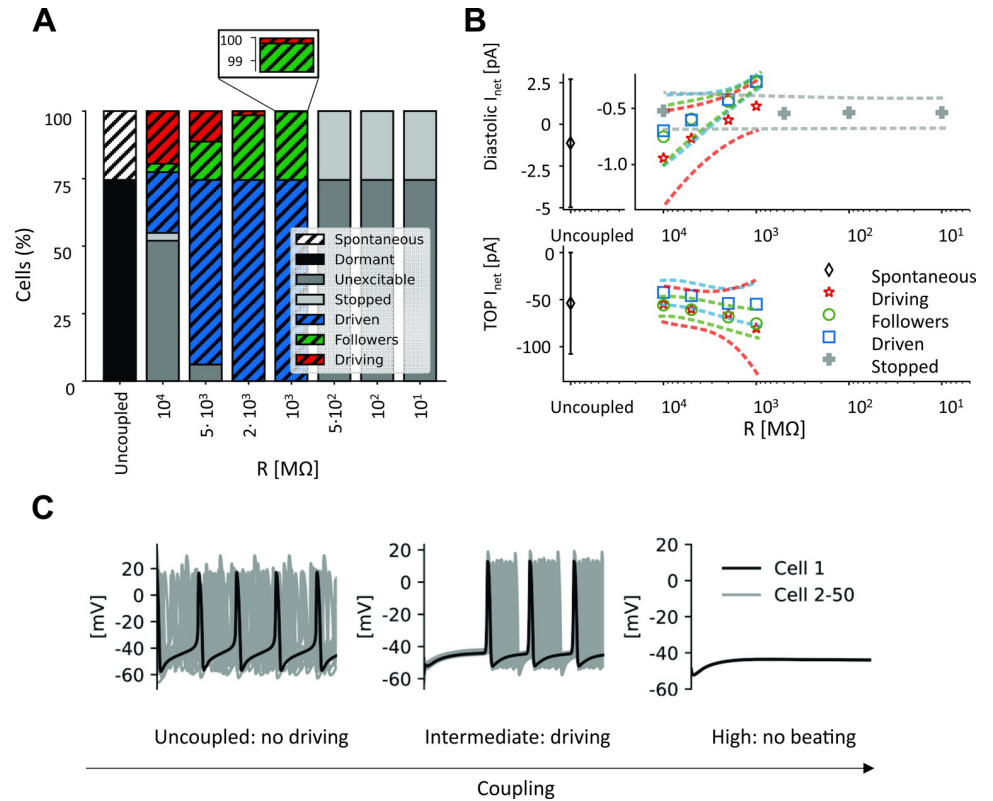 A
100
99
100
75
50
25
0
Cells (%)
Spontaneous
Dormant
Unexcitable
Stopped
Driven
Followers
Driving
Uncoupled
10⁴
5· 10³
2· 10³
10³
5·10²
10²
10¹
R [MΩ]
B
Diastolic Iₙₑₜ [pA]
2.5
0
-2.5
-5
-0.5
-1.0
Uncoupled
10⁴
10³
10²
10¹
TOP Iₙₑₜ [pA]
0
-50
-100
Spontaneous
Driving
Followers
Driven
Stopped
Uncoupled
10⁴
10³
10²
10¹
R [MΩ]
C
[mV]
20
0
-20
-40
-60
[mV]
20
0
-20
-40
-60
[mV]
20
0
-20
-40
-60
Cell 1
Cell 2-50
Uncoupled: no driving
Intermediate: driving
High: no beating
Coupling